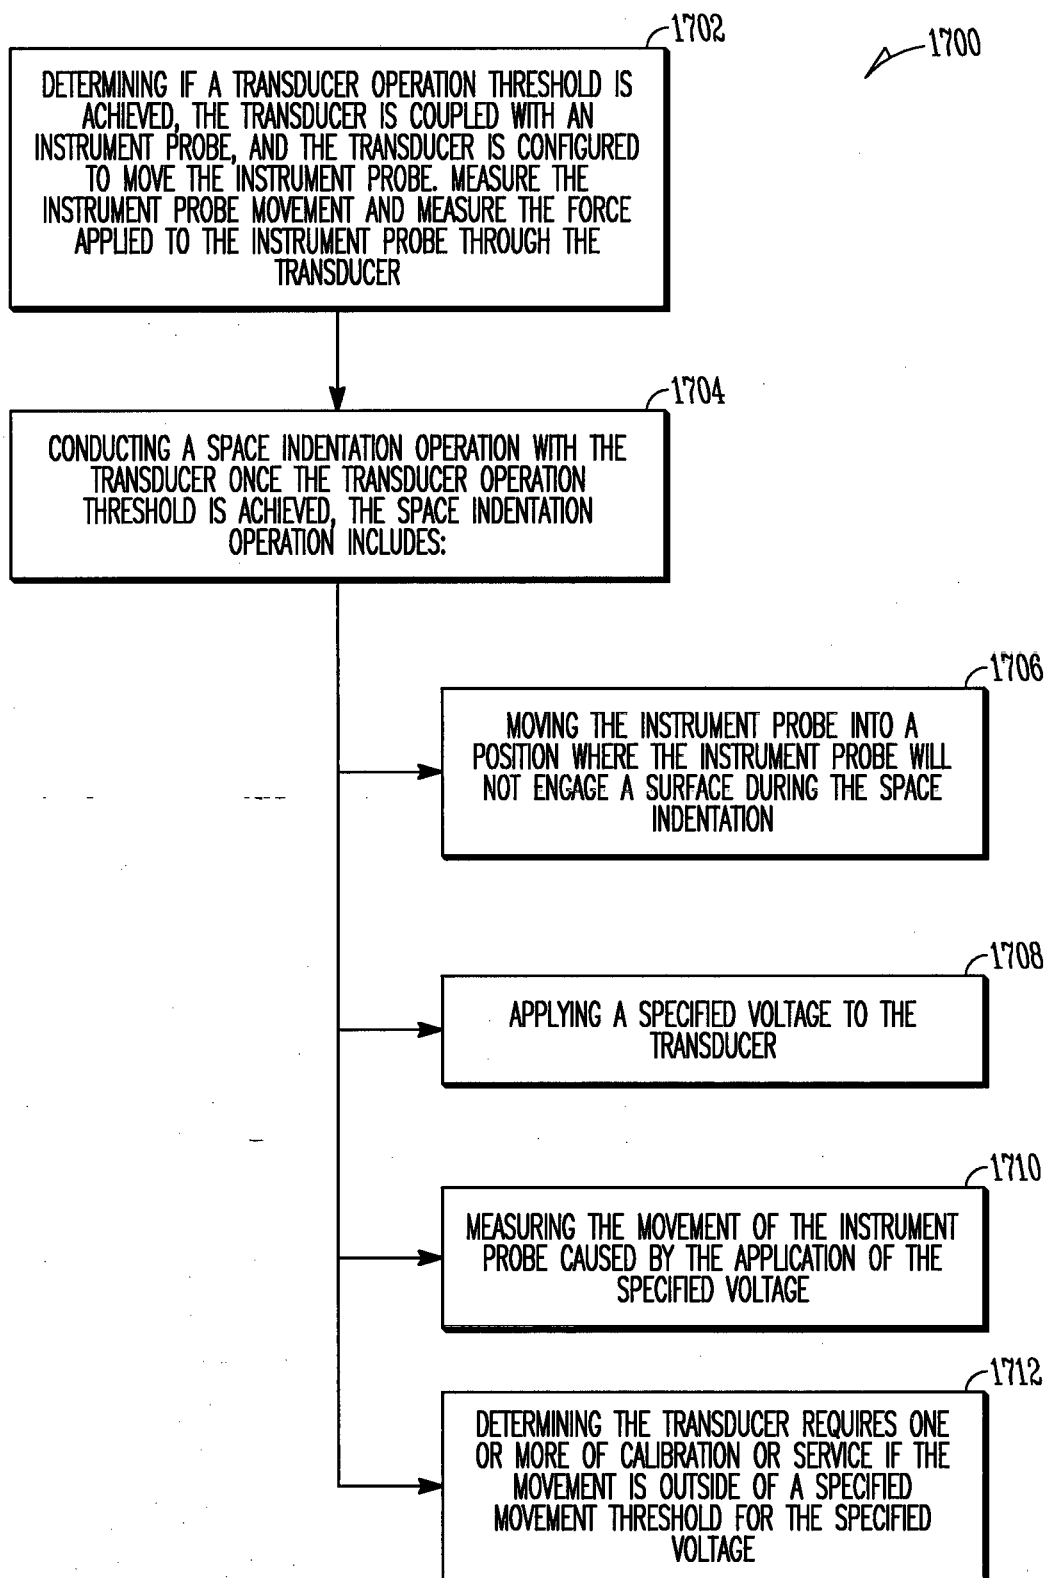 1702
1700
DETERMINING IF A TRANSDUCER OPERATION THRESHOLD IS
ACHIEVED, THE TRANSDUCER IS COUPLED WITH AN
INSTRUMENT PROBE, AND THE TRANSDUCER IS CONFIGURED
TO MOVE THE INSTRUMENT PROBE. MEASURE THE
INSTRUMENT PROBE MOVEMENT AND MEASURE THE FORCE
APPLIED TO THE INSTRUMENT PROBE THROUGH THE
TRANSDUCER
1704
CONDUCTING A SPACE INDENTATION OPERATION WITH THE
TRANSDUCER ONCE THE TRANSDUCER OPERATION
THRESHOLD IS ACHIEVED, THE SPACE INDENTATION
OPERATION INCLUDES:
1706
MOVING THE INSTRUMENT PROBE INTO A
POSITION WHERE THE INSTRUMENT PROBE WILL
NOT ENGAGE A SURFACE DURING THE SPACE
INDENTATION
1708
APPLYING A SPECIFIED VOLTAGE TO THE
TRANSDUCER
1710
MEASURING THE MOVEMENT OF THE INSTRUMENT
PROBE CAUSED BY THE APPLICATION OF THE
SPECIFIED VOLTAGE
1712
DETERMINING THE TRANSDUCER REQUIRES ONE
OR MORE OF CALIBRATION OR SERVICE IF THE
MOVEMENT IS OUTSIDE OF A SPECIFIED
MOVEMENT THRESHOLD FOR THE SPECIFIED
VOLTAGE